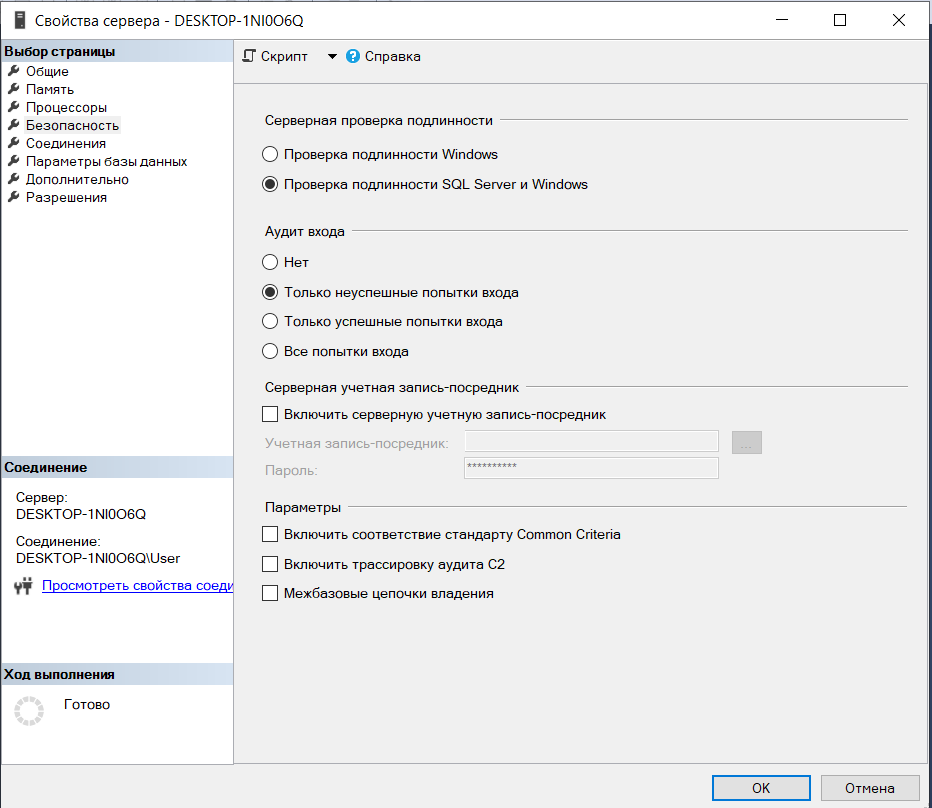 Свойства сервера - DESKTOP-1NI0O6Q
Выбор страницы
Общие
Память
Процессоры
Безопасность
Соединения
Параметры базы данных
Дополнительно
Разрешения
Скрипт
Справка
Серверная проверка подлинности
Проверка подлинности Windows
Проверка подлинности SQL Server и Windows
Аудит входа
Нет
Только неуспешные попытки входа
Только успешные попытки входа
Все попытки входа
Серверная учетная запись-посредник
Включить серверную учетную запись-посредник
Учетная запись-посредник:
...
Пароль:
**********
Параметры
Включить соответствие стандарту Common Criteria
Включить трассировку аудита C2
Межбазовые цепочки владения
Соединение
Сервер:
DESKTOP-1NI0O6Q
Соединение:
DESKTOP-1NI0O6Q\User
Просмотреть свойства соеди
Ход выполнения
Готово
OK
Отмена